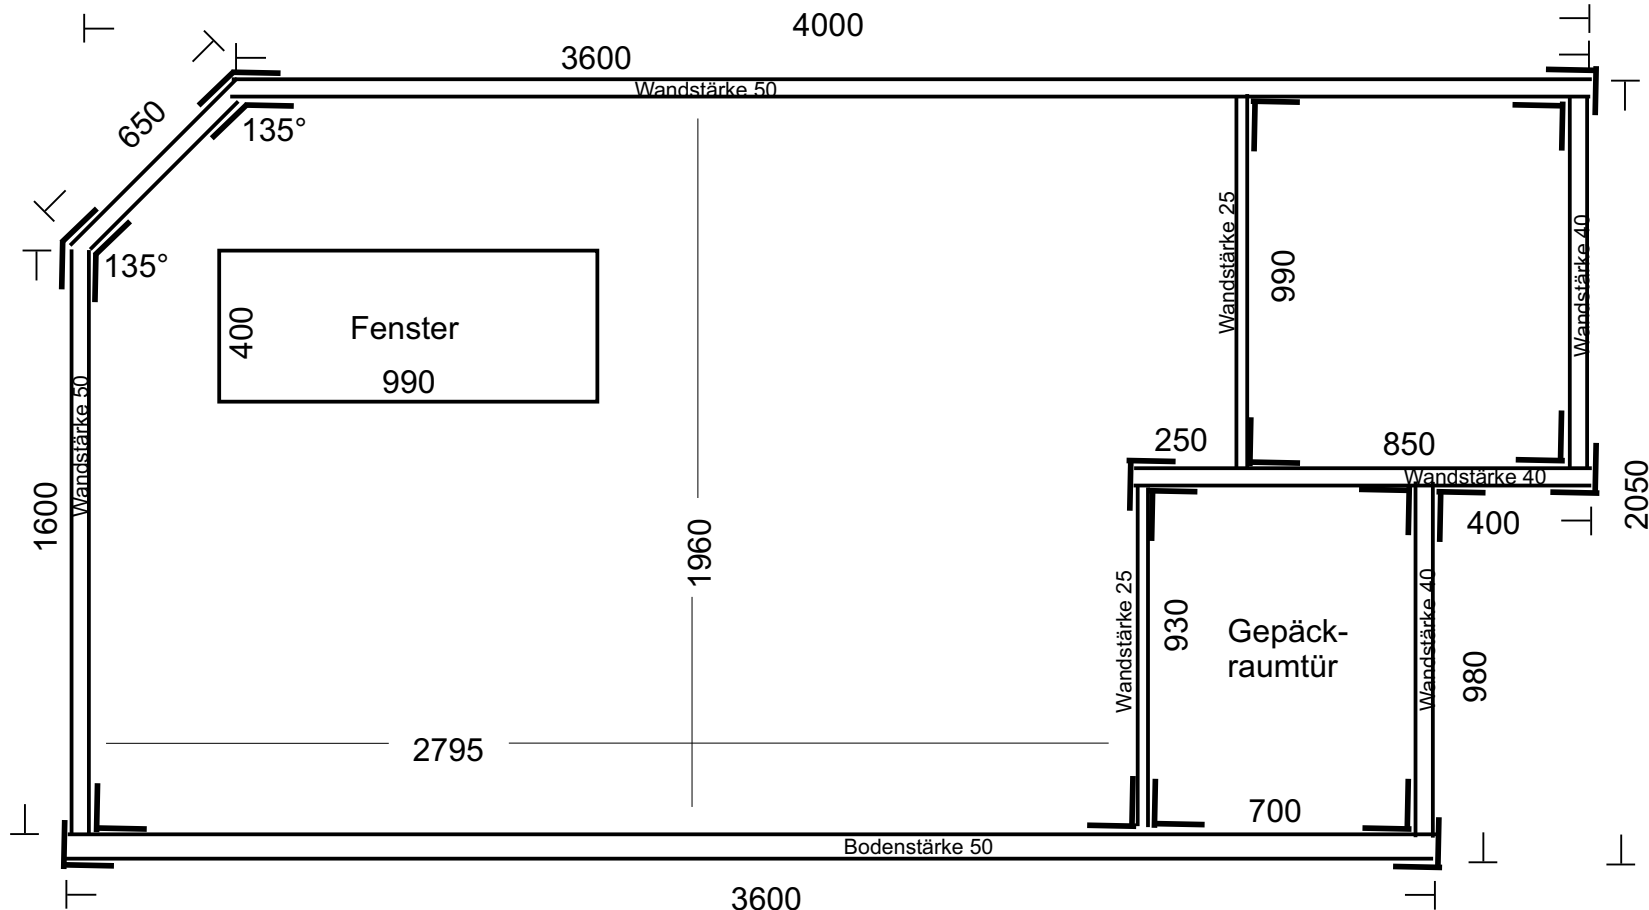 4000
3600
Wandstärke 50
650
135°
135°
Wandstärke 25
990
Wandstärke 40
400
Fenster
990
250
850
Wandstärke 40
Wandstärke 50
1600
1960
400
2050
Wandstärke 25
930
Gepäck-
raumtür
Wandstärke 40
980
2795
700
Bodenstärke 50
3600